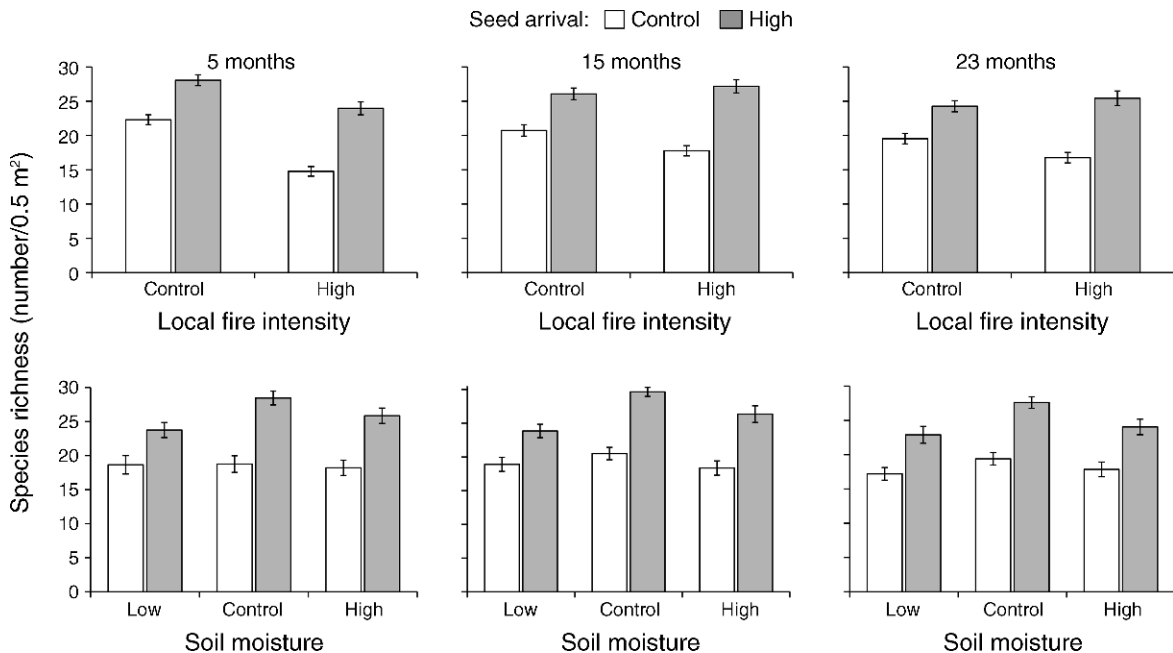 Seed arrival: Control High
5 months 15 months 23 months
Species richness (number/0.5 m²)
30
25
20
15
10
5
0
Control High Control High Control High
Local fire intensity Local fire intensity Local fire intensity
30
25
20
15
10
5
0
Low Control High Low Control High Low Control High
Soil moisture Soil moisture Soil moisture